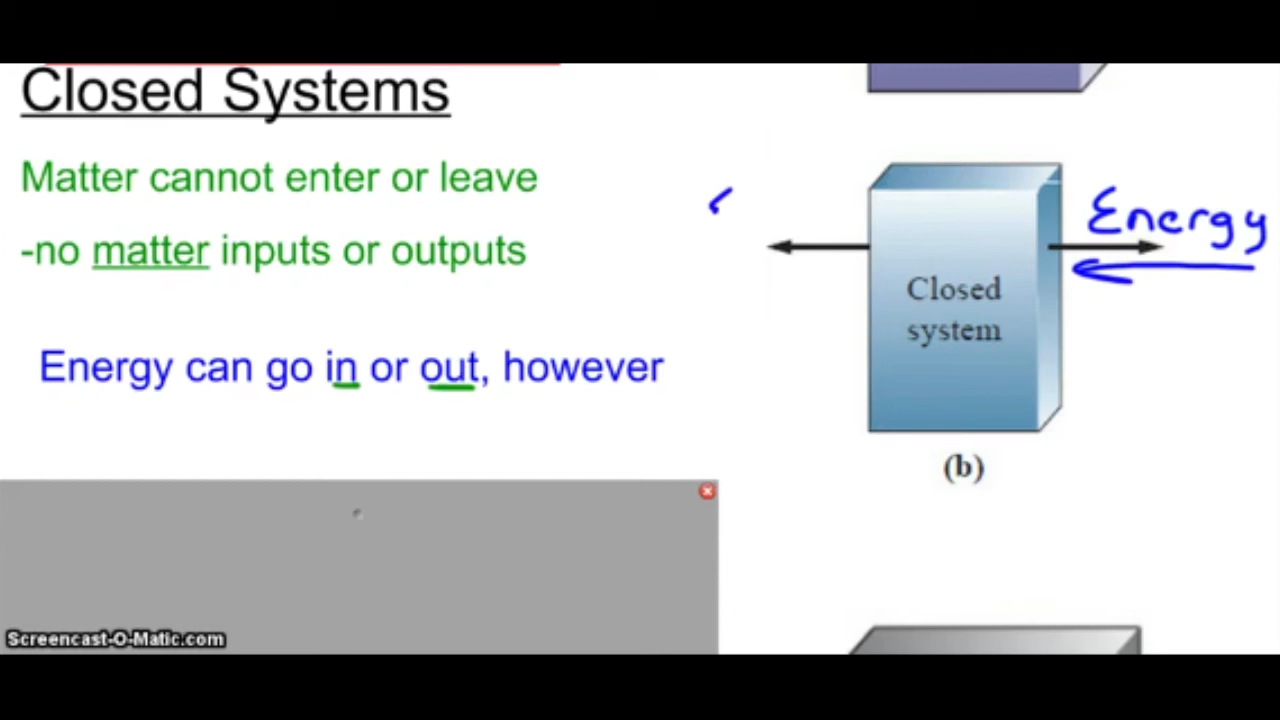 Closed Systems
Matter cannot enter or leave
-no matter inputs or outputs
Energy can go in or out, however
Energy
Closed
system
(b)
Screencast-O-Matic.com